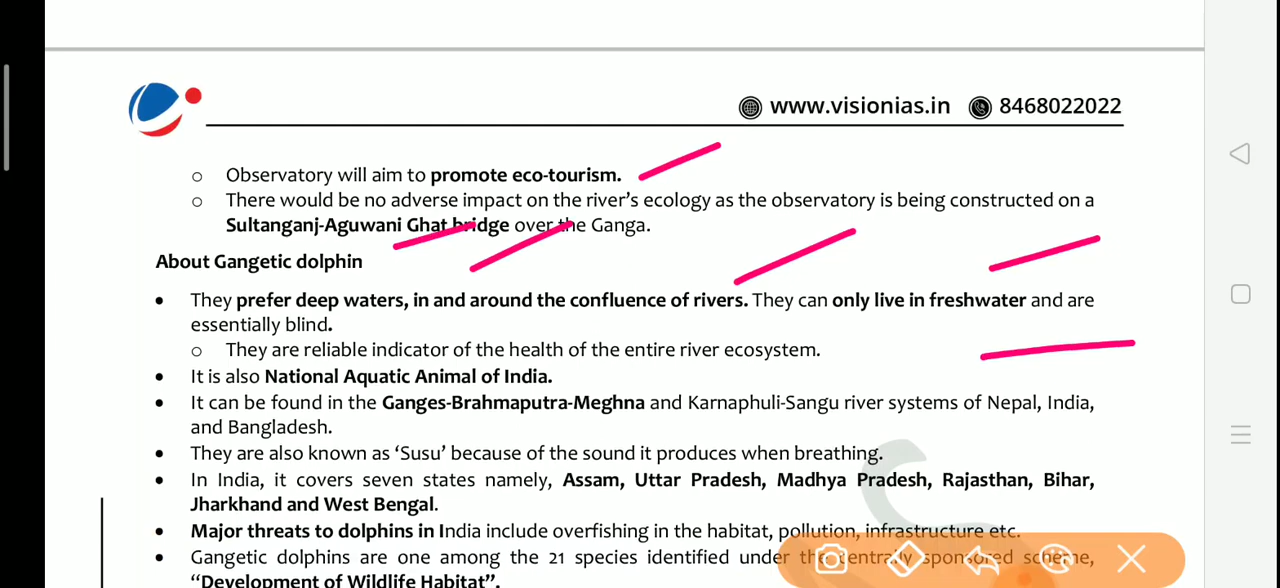 www.visionias.in 8468022022
o Observatory will aim to promote eco-tourism.
o There would be no adverse impact on the river's ecology as the observatory is being constructed on a
Sultanganj-Aguwani Ghat bridge over the Ganga.
About Gangetic dolphin
• They prefer deep waters, in and around the confluence of rivers. They can only live in freshwater and are
essentially blind.
o They are reliable indicator of the health of the entire river ecosystem.
• It is also National Aquatic Animal of India.
• It can be found in the Ganges-Brahmaputra-Meghna and Karnaphuli-Sangu river systems of Nepal, India,
and Bangladesh.
• They are also known as ‘Susu’ because of the sound it produces when breathing.
• In India, it covers seven states namely, Assam, Uttar Pradesh, Madhya Pradesh, Rajasthan, Bihar,
Jharkhand and West Bengal.
• Major threats to dolphins in India include overfishing in the habitat, pollution, infrastructure etc.
• Gangetic dolphins are one among the 21 species identified under the centrally sponsored scheme,
“Development of Wildlife Habitat”.